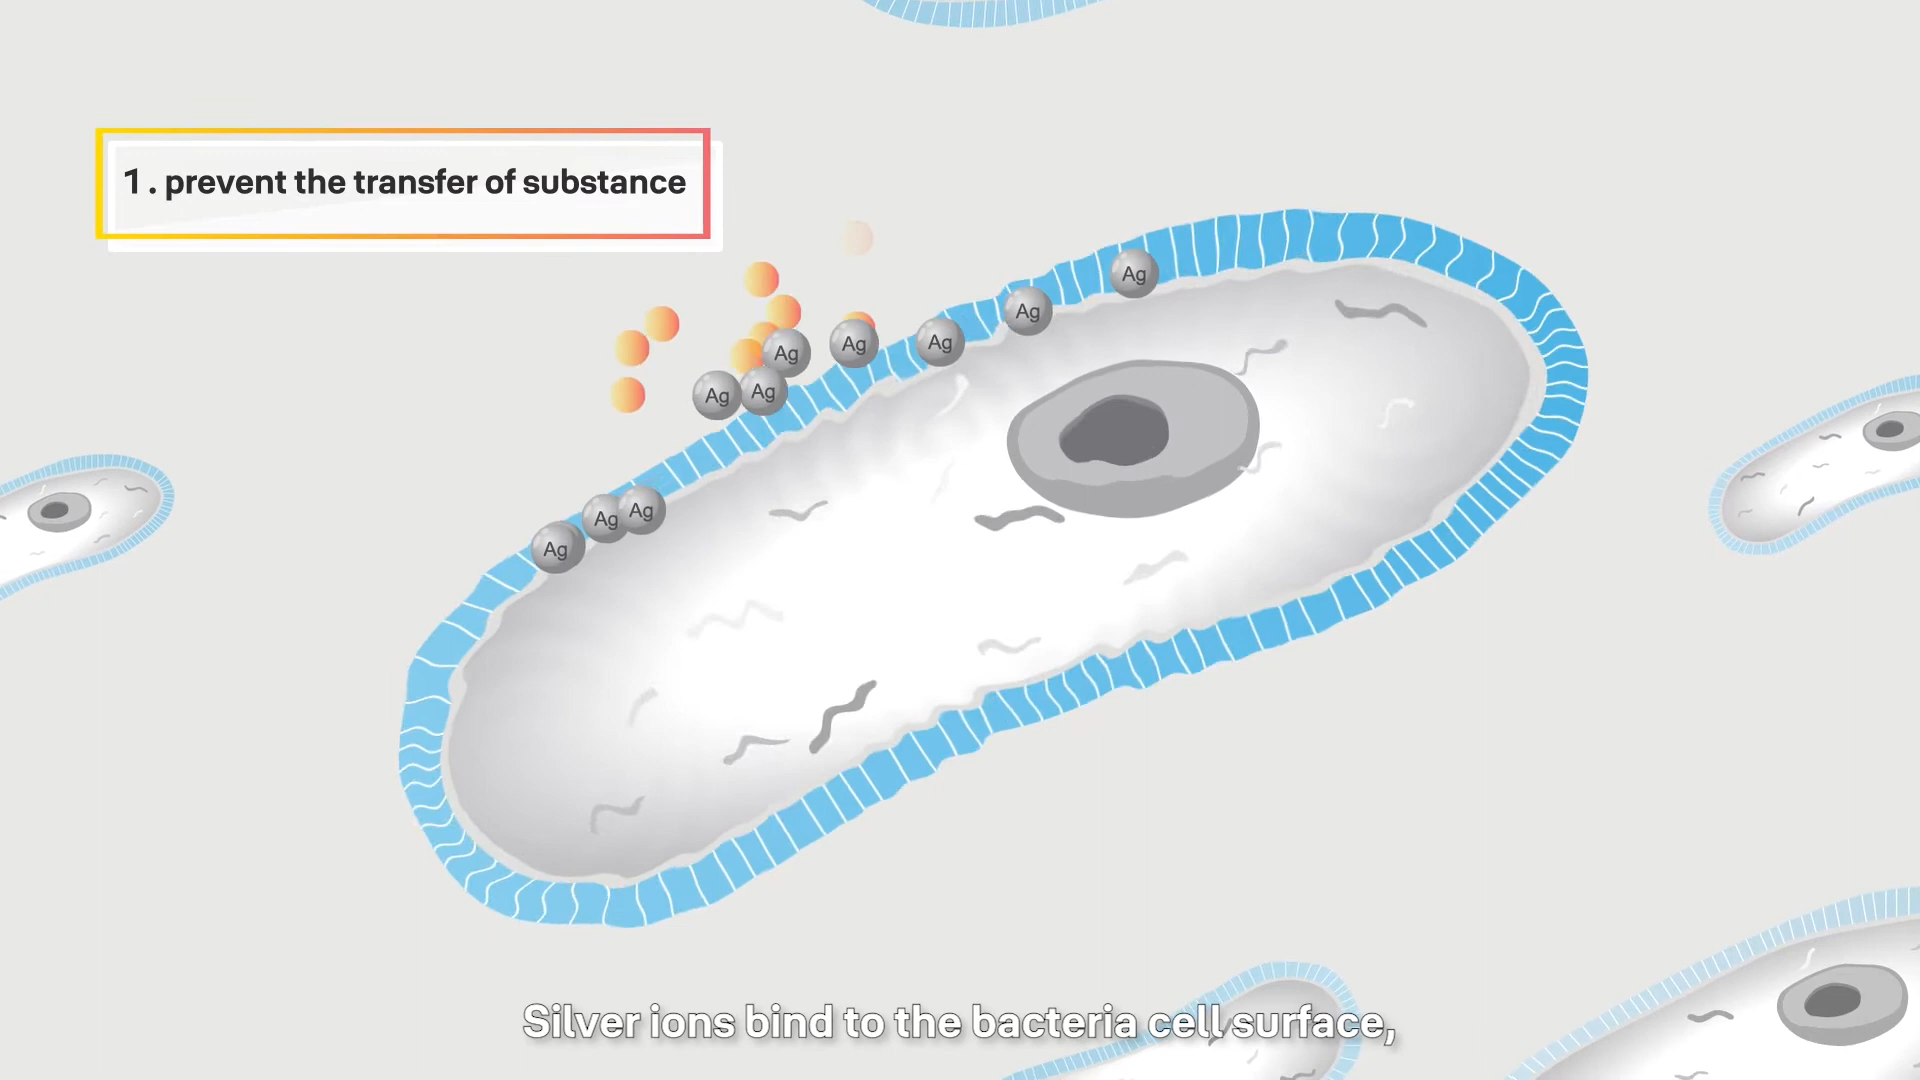 1. prevent the transfer of substance
Ag
Ag
Ag
Ag
Ag
Ag
Ag
Ag
Ag
Ag
Silver ions bind to the bacteria cell surface,